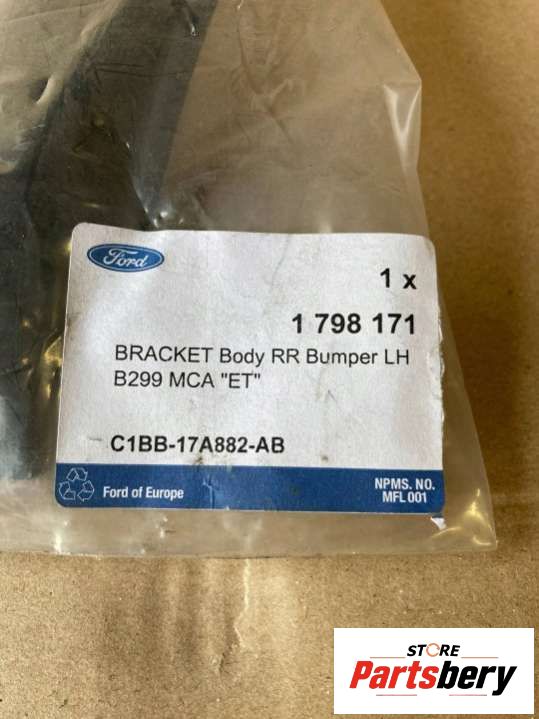 Ford
1 x
1 798 171
BRACKET Body RR Bumper LH
B299 MCA "ET"
C1BB-17A882-AB
Ford of Europe
NPMS. NO.
MFL 001
STORE
Partsbery